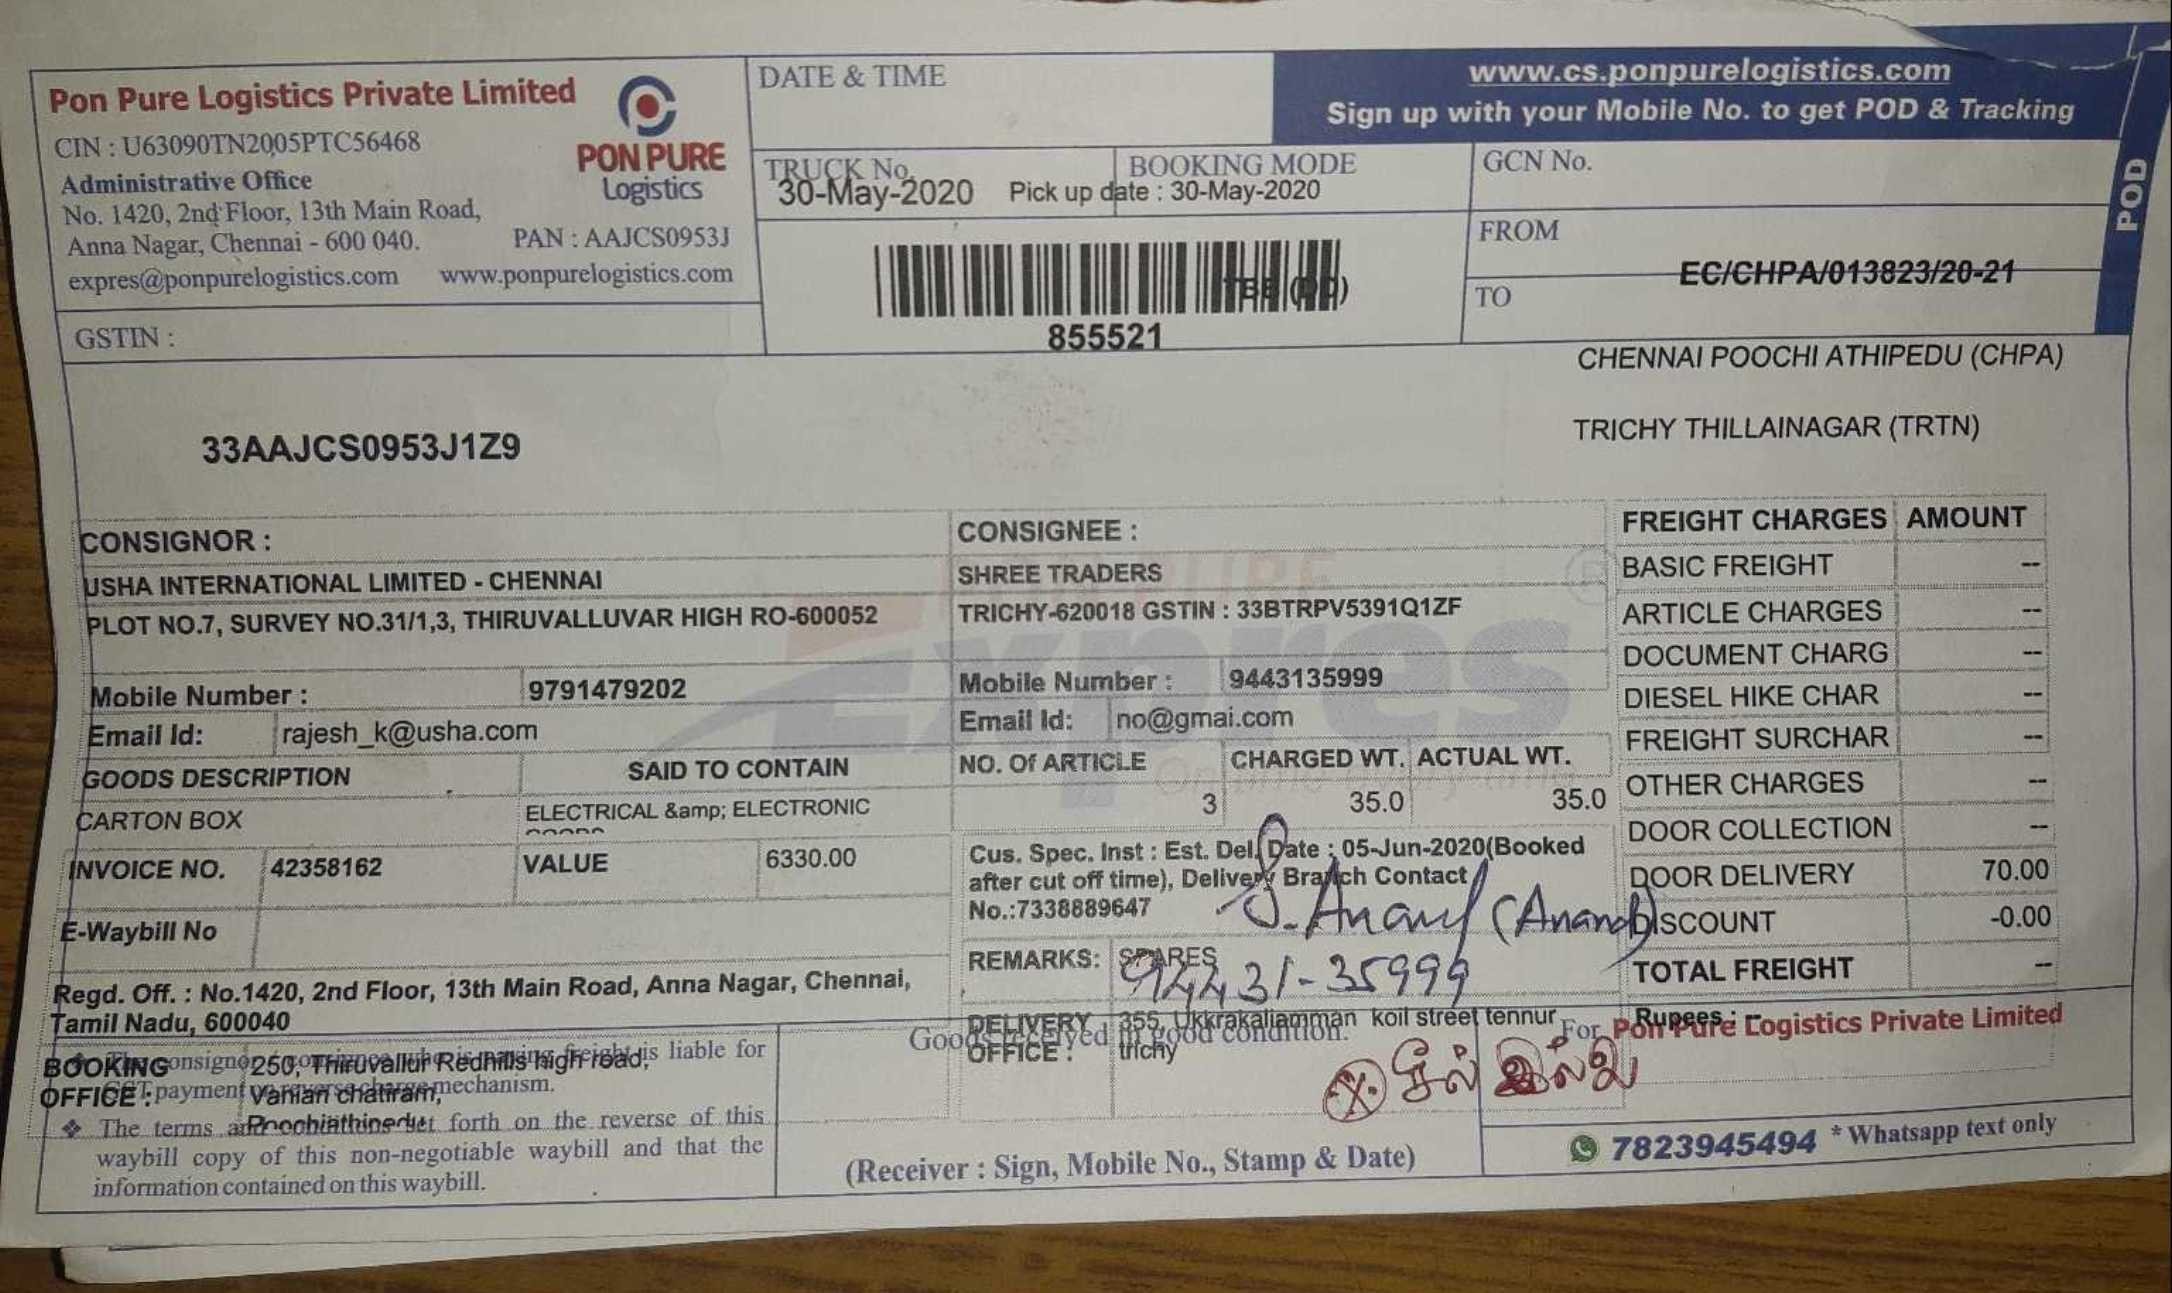 www.cs.ponpurelogistics.com
Sign up with your Mobile No. to get POD & Tracking
POD
Pon Pure Logistics Private Limited
CIN : U63090TN2005PTC56468
Administrative Office
No. 1420, 2nd Floor, 13th Main Road,
Anna Nagar, Chennai - 600 040.
PAN : AAJCS0953J
expres@ponpurelogistics.com www.ponpurelogistics.com
PON PURE
Logistics
GSTIN :
33AAJCS0953J1Z9
DATE & TIME
TRUCK No.
BOOKING MODE
30-May-2020 Pick up date : 30-May-2020
TBB (DD)
855521
GCN No.
FROM
EC/CHPA/013823/20-21
TO
CHENNAI POOCHI ATHIPEDU (CHPA)
TRICHY THILLAINAGAR (TRTN)
CONSIGNOR :
USHA INTERNATIONAL LIMITED - CHENNAI
PLOT NO.7, SURVEY NO.31/1,3, THIRUVALLUVAR HIGH RO-600052
Mobile Number : 9791479202
Email Id: rajesh_k@usha.com
GOODS DESCRIPTION SAID TO CONTAIN
CARTON BOX ELECTRICAL &amp; ELECTRONIC
INVOICE NO. 42358162 VALUE 6330.00
E-Waybill No
Regd. Off. : No.1420, 2nd Floor, 13th Main Road, Anna Nagar, Chennai,
Tamil Nadu, 600040
BOOKING OFFICE :
250, Thiruvallur Redhills high road,
Vanian chatiram,
Poochiathipedu
consignor is liable for
payment on reverse charge mechanism.
❖ The terms and set forth on the reverse of this
waybill copy of this non-negotiable waybill and that the
information contained on this waybill.
CONSIGNEE :
SHREE TRADERS
TRICHY-620018 GSTIN : 33BTRPV5391Q1ZF
Expres
Mobile Number : 9443135999
Email Id: no@gmai.com
NO. Of ARTICLE CHARGED WT. ACTUAL WT.
3 35.0 35.0
Cus. Spec. Inst : Est. Del. Date : 05-Jun-2020(Booked
after cut off time), Delivery Branch Contact
No.:7338889647
J. Anand (Anand)
REMARKS: SPARES
94431-35999
DELIVERY OFFICE :
355, Ukkrakaliamman koil street tennur
trichy
Goods received in good condition.
சீல் இல்லை
(Receiver : Sign, Mobile No., Stamp & Date)
FREIGHT CHARGES AMOUNT
BASIC FREIGHT --
ARTICLE CHARGES --
DOCUMENT CHARG --
DIESEL HIKE CHAR --
FREIGHT SURCHAR --
OTHER CHARGES --
DOOR COLLECTION --
DOOR DELIVERY 70.00
DISCOUNT -0.00
TOTAL FREIGHT --
Rupees : --
For Pon Pure Logistics Private Limited
7823945494 * Whatsapp text only